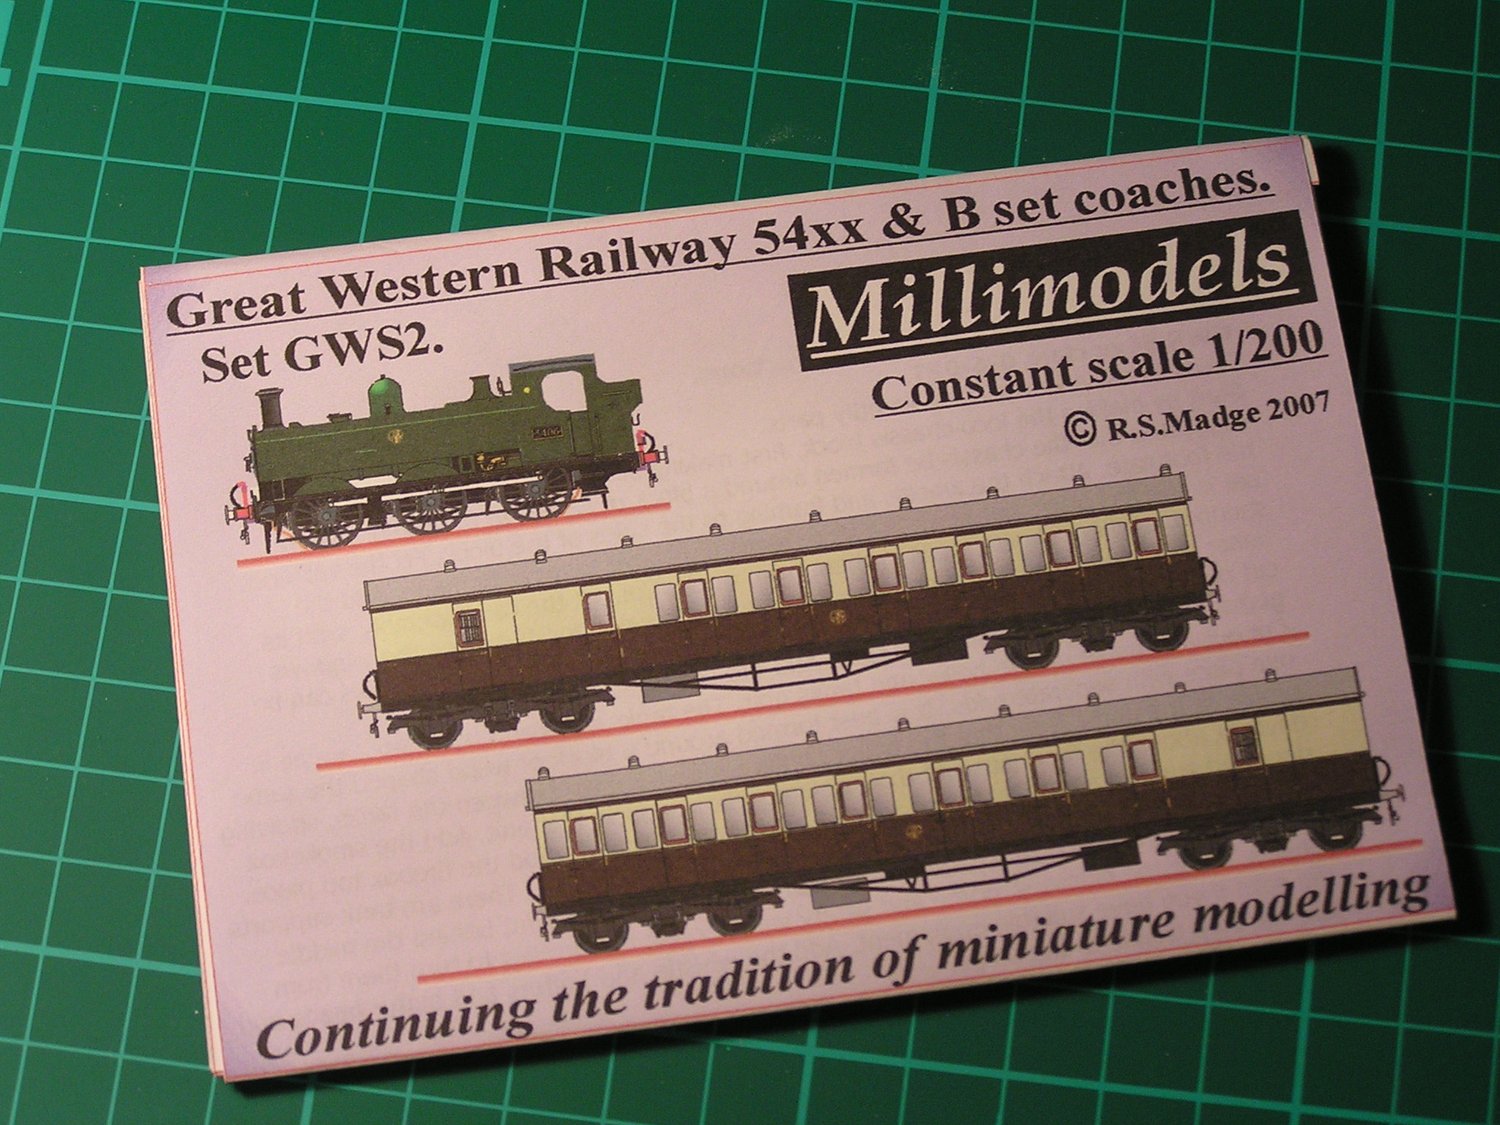 Great Western Railway 54xx & B set coaches.
Set GWS2.
Millimodels
Constant scale 1/200
© R.S.Madge 2007
5406
Continuing the tradition of miniature modelling